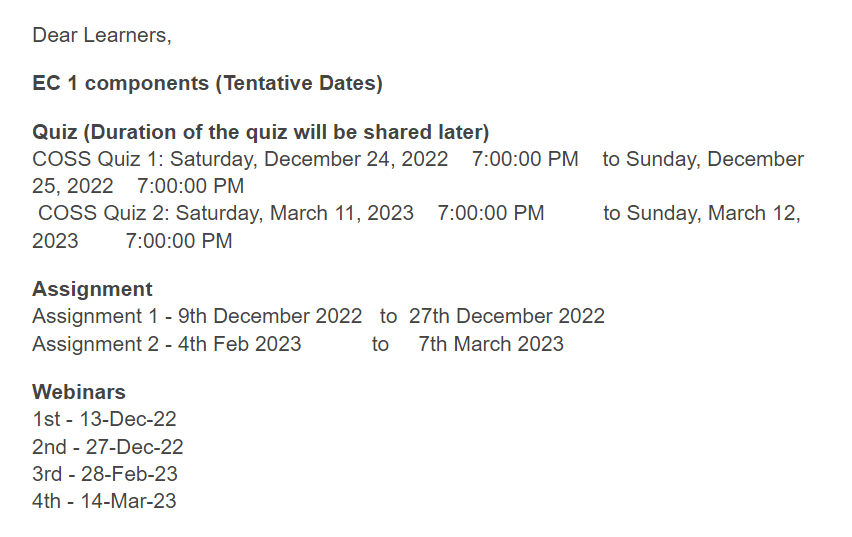 Dear Learners,
EC 1 components (Tentative Dates)
Quiz (Duration of the quiz will be shared later)
COSS Quiz 1: Saturday, December 24, 2022 7:00:00 PM to Sunday, December
25, 2022 7:00:00 PM
COSS Quiz 2: Saturday, March 11, 2023 7:00:00 PM to Sunday, March 12,
2023 7:00:00 PM
Assignment
Assignment 1 - 9th December 2022 to 27th December 2022
Assignment 2 - 4th Feb 2023 to 7th March 2023
Webinars
1st - 13-Dec-22
2nd - 27-Dec-22
3rd - 28-Feb-23
4th - 14-Mar-23